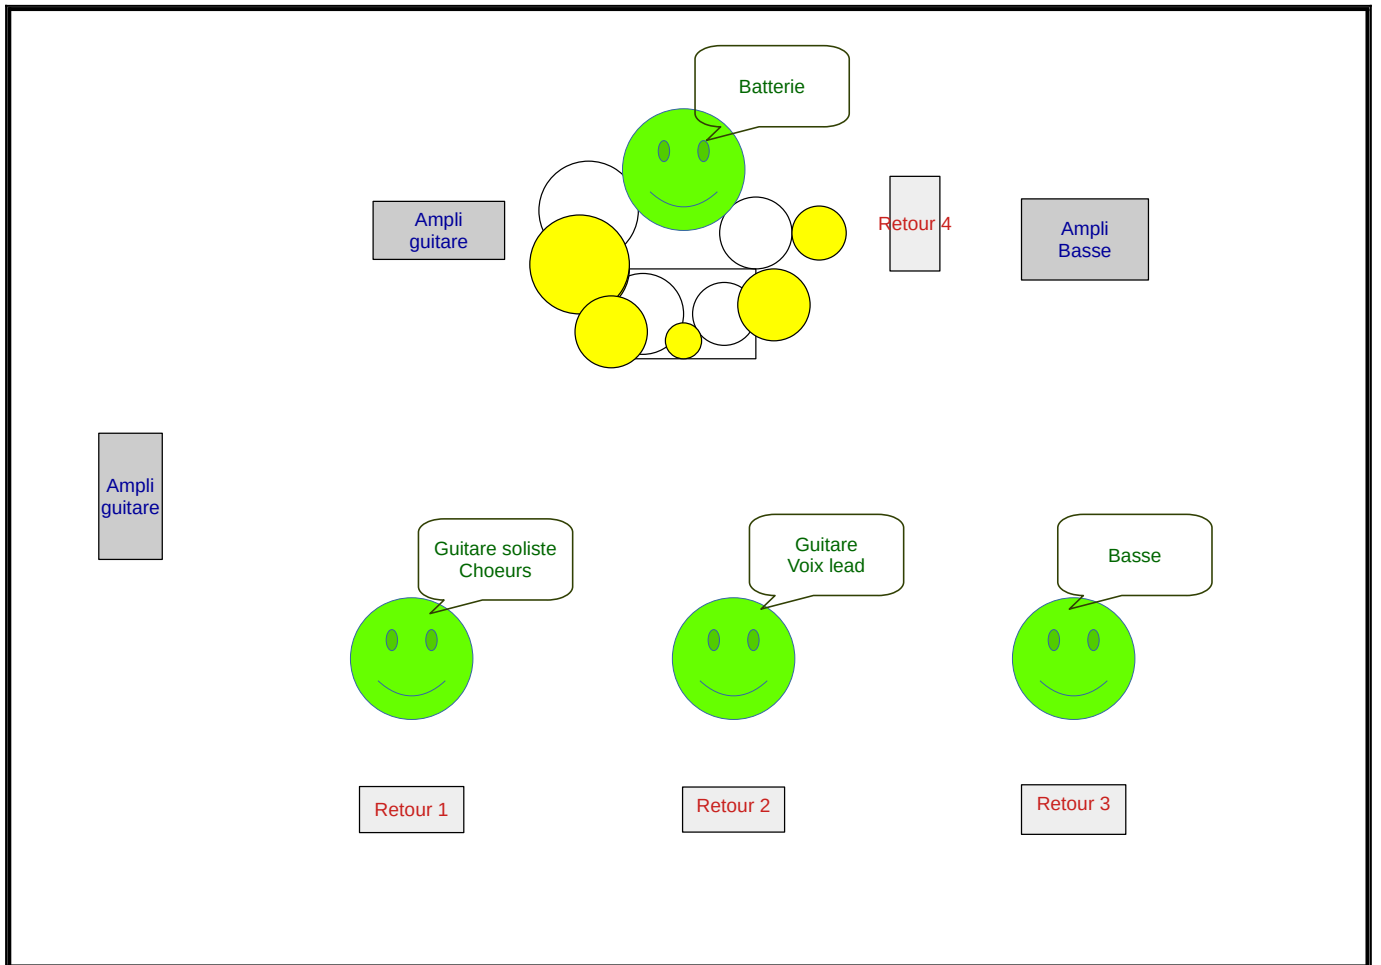 Batterie
Ampli
guitare
Retour 4
Ampli
Basse
Ampli
guitare
Guitare soliste
Choeurs
Guitare
Voix lead
Basse
Retour 1
Retour 2
Retour 3